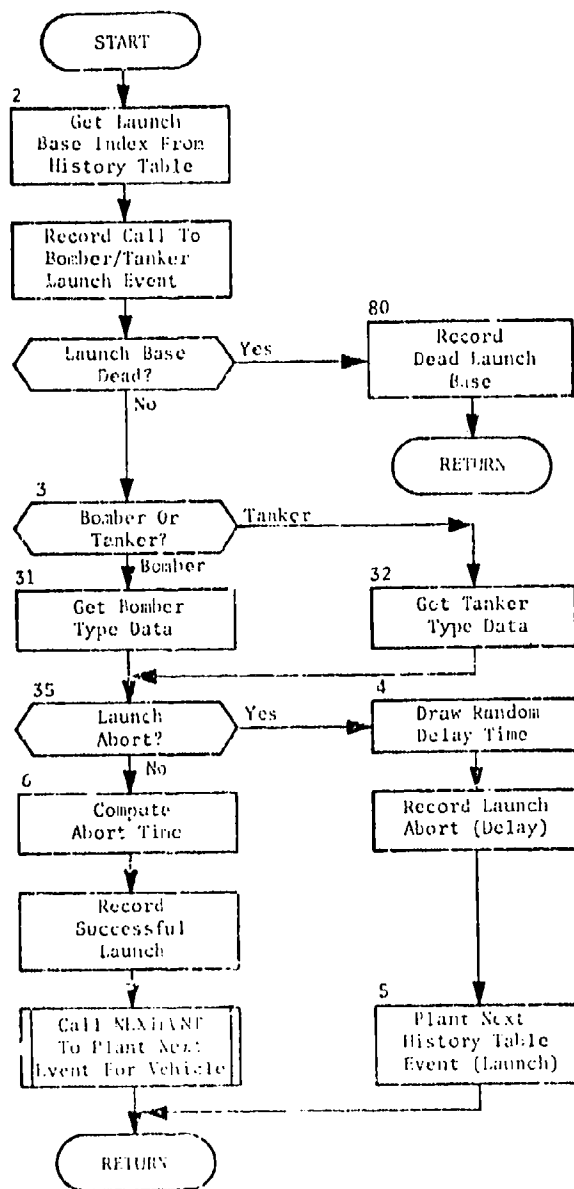 START
2
Get Launch
Base Index From
History Table
Record Call To
Bomber/Tanker
Launch Event
Launch Base
Dead?
Yes
80
Record
Dead Launch
Base
No
RETURN
3
Bomber Or
Tanker?
Tanker
Bomber
31
Get Bomber
Type Data
32
Get Tanker
Type Data
35
Launch
Abort?
Yes
4
Draw Random
Delay Time
No
6
Compute
Abort Time
Record Launch
Abort (Delay)
Record
Successful
Launch
Call
To Plant Next
Event For Vehicle
5
Plant Next
History Table
Event (Launch)
RETURN